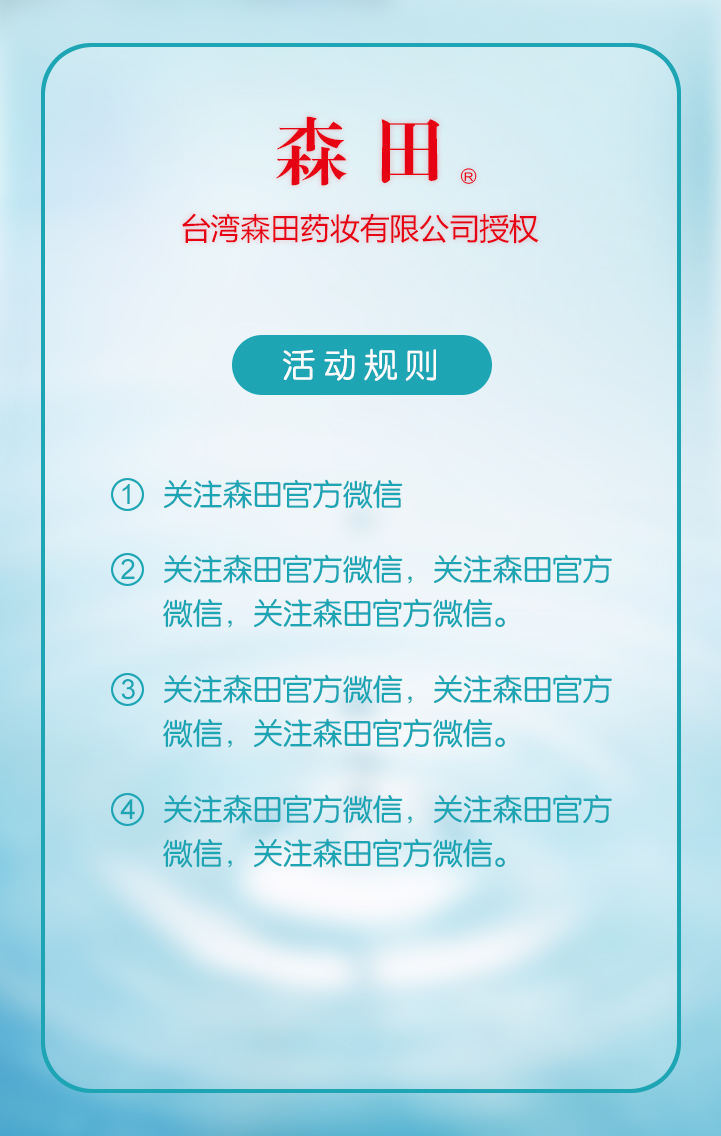 森田®
台湾森田药妆有限公司授权
活动规则
① 关注森田官方微信
② 关注森田官方微信，关注森田官方
微信，关注森田官方微信。
③ 关注森田官方微信，关注森田官方
微信，关注森田官方微信。
④ 关注森田官方微信，关注森田官方
微信，关注森田官方微信。